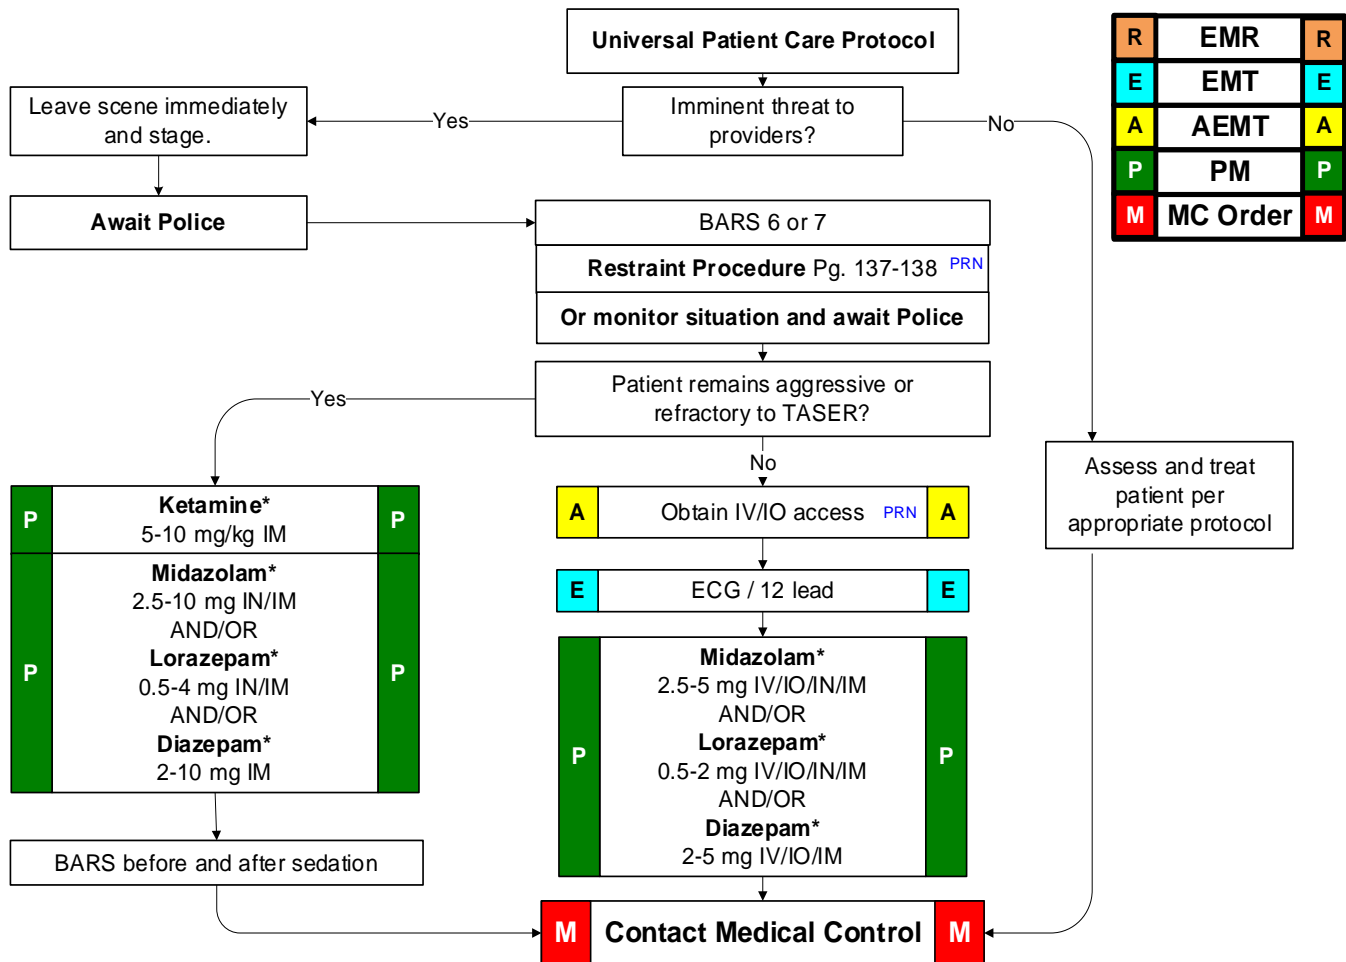 Universal Patient Care Protocol
R EMR R
E EMT E
A AEMT A
P PM P
M MC Order M
Leave scene immediately
and stage.
Yes
Imminent threat to
providers?
No
Await Police
BARS 6 or 7
Restraint Procedure Pg. 137-138 PRN
Or monitor situation and await Police
Patient remains aggressive or
refractory to TASER?
Yes
No
Assess and treat
patient per
appropriate protocol
P Ketamine* P
5-10 mg/kg IM
Midazolam*
2.5-10 mg IN/IM
AND/OR
P Lorazepam* P
0.5-4 mg IN/IM
AND/OR
Diazepam*
2-10 mg IM
BARS before and after sedation
A Obtain IV/IO access PRN A
E ECG / 12 lead E
Midazolam*
2.5-5 mg IV/IO/IN/IM
AND/OR
P Lorazepam* P
0.5-2 mg IV/IO/IN/IM
AND/OR
Diazepam*
2-5 mg IV/IO/IM
M Contact Medical Control M